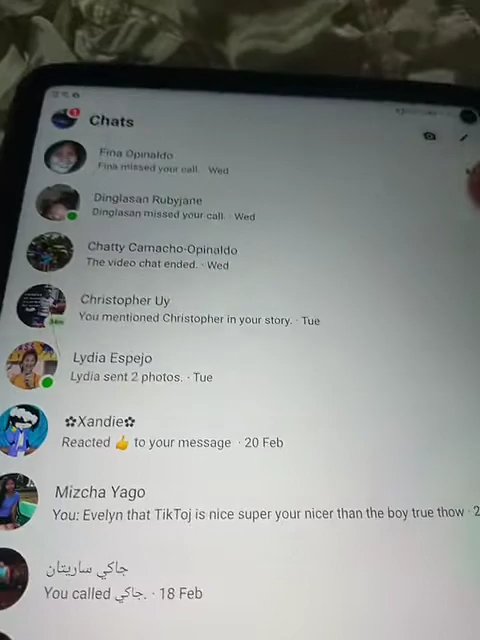 1
Chats
Fina Opinaldo
Fina missed your call. · Wed
Dinglasan Rubyjane
Dinglasan missed your call. · Wed
Chatty Camacho-Opinaldo
The video chat ended. · Wed
Christopher Uy
You mentioned Christopher in your story. · Tue
Lydia Espejo
Lydia sent 2 photos. · Tue
✿Xandie✿
Reacted 👍 to your message · 20 Feb
Mizcha Yago
You: Evelyn that TikToj is nice super your nicer than the boy true thow · 2
جاكي ساريتان
You called جاكي. · 18 Feb